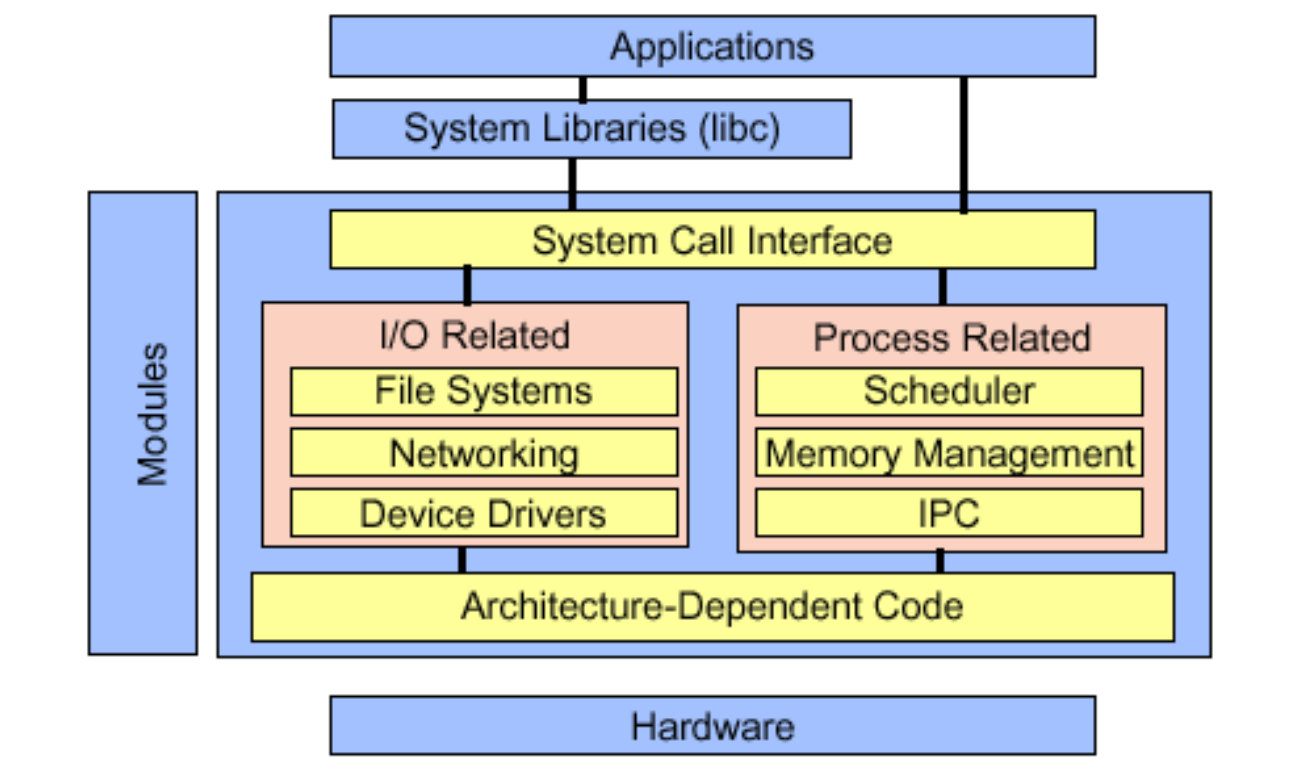 Applications
System Libraries (libc)
System Call Interface
Modules
I/O Related
File Systems
Networking
Device Drivers
Process Related
Scheduler
Memory Management
IPC
Architecture-Dependent Code
Hardware